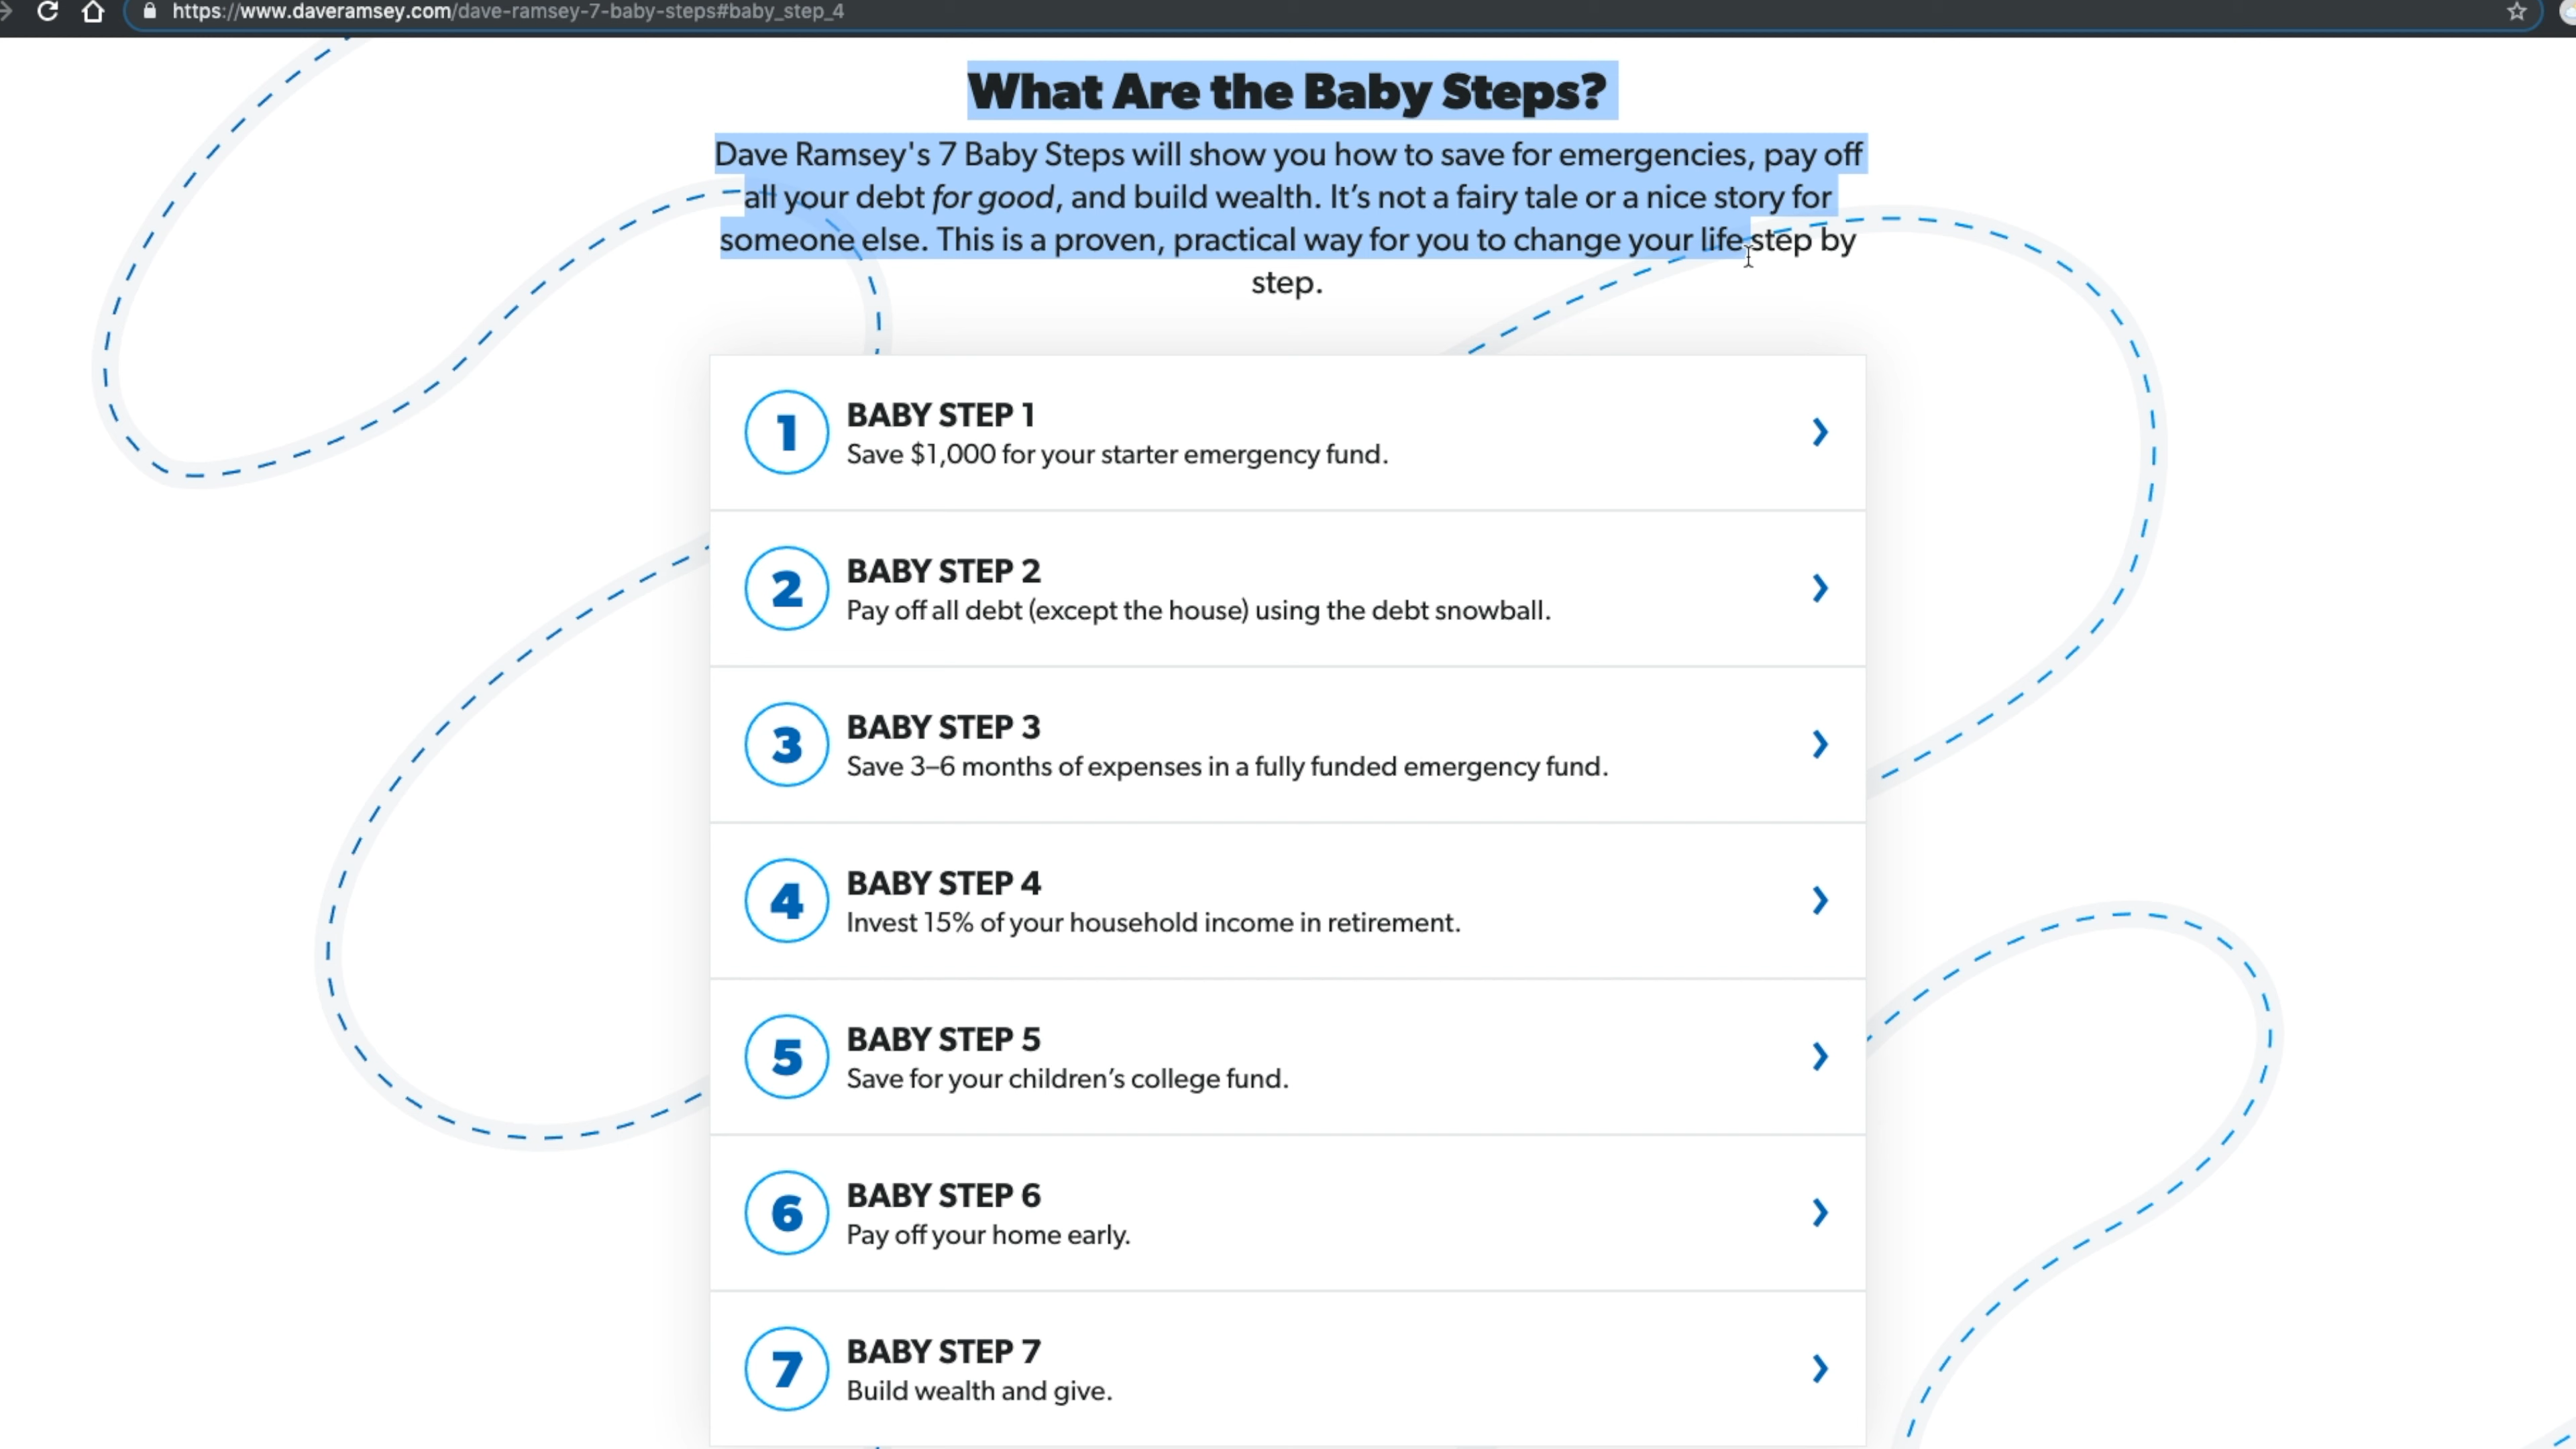 https://www.daveramsey.com/dave-ramsey-7-baby-steps#baby_step_4
What Are the Baby Steps?
Dave Ramsey's 7 Baby Steps will show you how to save for emergencies, pay off
all your debt for good, and build wealth. It’s not a fairy tale or a nice story for
someone else. This is a proven, practical way for you to change your life step by
step.
1
BABY STEP 1
Save $1,000 for your starter emergency fund.
2
BABY STEP 2
Pay off all debt (except the house) using the debt snowball.
3
BABY STEP 3
Save 3–6 months of expenses in a fully funded emergency fund.
4
BABY STEP 4
Invest 15% of your household income in retirement.
5
BABY STEP 5
Save for your children’s college fund.
6
BABY STEP 6
Pay off your home early.
7
BABY STEP 7
Build wealth and give.